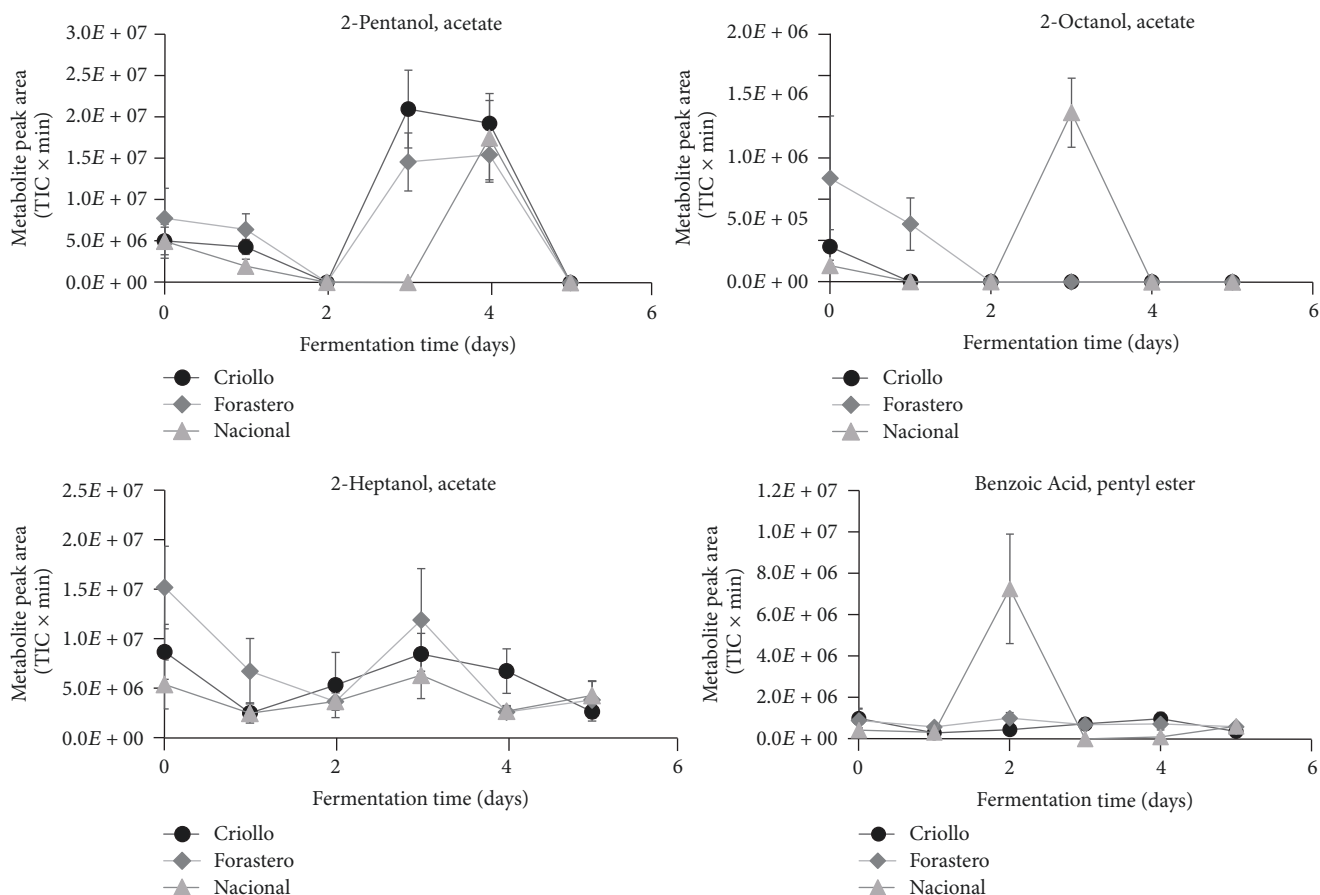 2-Pentanol, acetate
3.0E + 07
2.5E + 07
2.0E + 07
1.5E + 07
1.0E + 07
5.0E + 06
0.0E + 00
Metabolite peak area
(TIC × min)
0
2
4
6
Fermentation time (days)
Criollo
Forastero
Nacional
2-Octanol, acetate
2.0E + 06
1.5E + 06
1.0E + 06
5.0E + 05
0.0E + 00
Metabolite peak area
(TIC × min)
0
2
4
6
Fermentation time (days)
Criollo
Forastero
Nacional
2-Heptanol, acetate
2.5E + 07
2.0E + 07
1.5E + 07
1.0E + 07
5.0E + 06
0.0E + 00
Metabolite peak area
(TIC × min)
0
2
4
6
Fermentation time (days)
Criollo
Forastero
Nacional
Benzoic Acid, pentyl ester
1.2E + 07
1.0E + 07
8.0E + 06
6.0E + 06
4.0E + 06
2.0E + 06
0.0E + 00
Metabolite peak area
(TIC × min)
0
2
4
6
Fermentation time (days)
Criollo
Forastero
Nacional